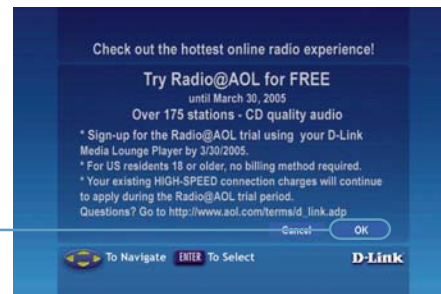 Check out the hottest online radio experience!
Try Radio@AOL for FREE
until March 30, 2005
Over 175 stations - CD quality audio
* Sign-up for the Radio@AOL trial using your D-Link
Media Lounge Player by 3/30/2005.
* For US residents 18 or older, no billing method required.
* Your existing HIGH-SPEED connection charges will continue
to apply during the Radio@AOL trial period.
Questions? Go to http://www.aol.com/terms/d_link.adp
Cancel OK
To Navigate ENTER To Select D-Link